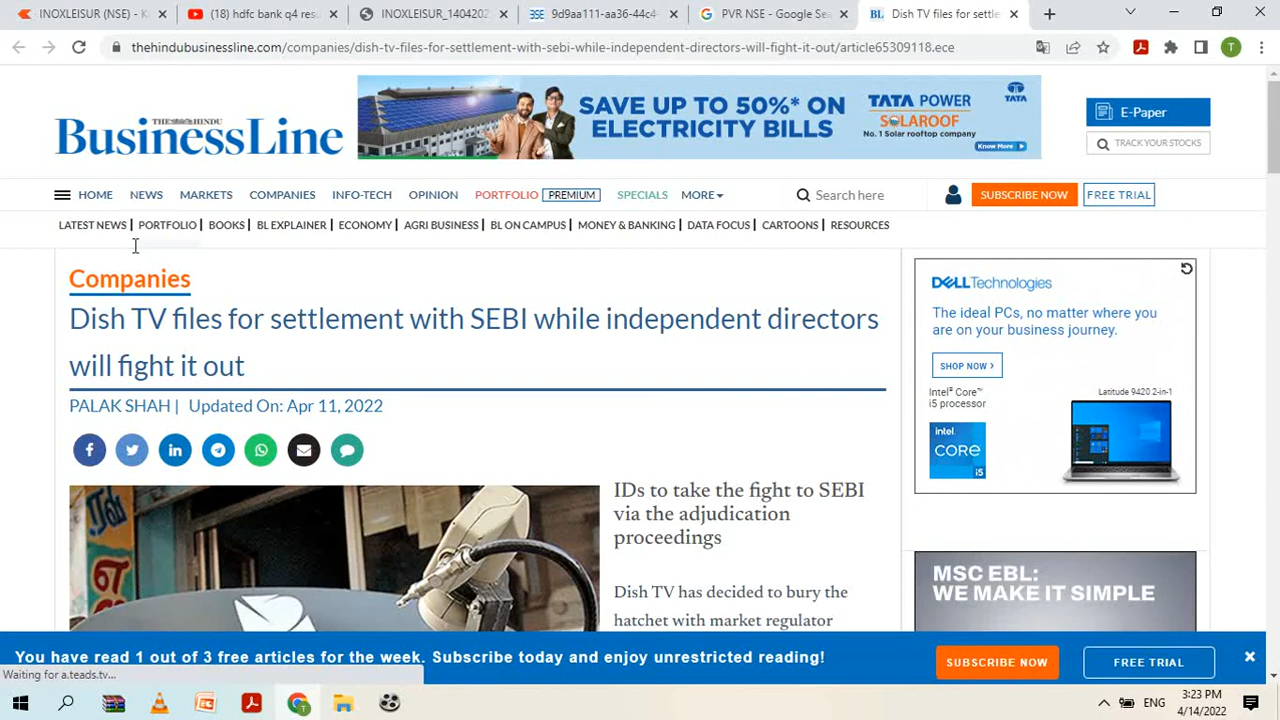 INOXLEISUR (NSE) - K
(18) hdfc bank q4 resu
INOXLEISUR_1404202
9d9aa111-aa36-44c4-
PVR NSE - Google Sea
BL Dish TV files for settle
thehindubusinessline.com/companies/dish-tv-files-for-settlement-with-sebi-while-independent-directors-will-fight-it-out/article65309118.ece
T
THE HINDU
BusinessLine
SAVE UP TO 50%* ON
ELECTRICITY BILLS
TATA POWER
SOLAROOF
No. 1 Solar rooftop company
TATA
Know More
E-Paper
TRACK YOUR STOCKS
HOME NEWS MARKETS COMPANIES INFO-TECH OPINION PORTFOLIO PREMIUM SPECIALS MORE Search here SUBSCRIBE NOW FREE TRIAL
LATEST NEWS PORTFOLIO BOOKS BL EXPLAINER ECONOMY AGRI BUSINESS BL ON CAMPUS MONEY & BANKING DATA FOCUS CARTOONS RESOURCES
Companies
Dish TV files for settlement with SEBI while independent directors
will fight it out
PALAK SHAH | Updated On: Apr 11, 2022
IDs to take the fight to SEBI
via the adjudication
proceedings
Dish TV has decided to bury the
hatchet with market regulator
DELL Technologies
The ideal PCs, no matter where you
are on your business journey.
SHOP NOW >
Intel® Core™
i5 processor
Latitude 9420 2-in-1
intel.
CORE
i5
MSC EBL:
WE MAKE IT SIMPLE
You have read 1 out of 3 free articles for the week. Subscribe today and enjoy unrestricted reading!
SUBSCRIBE NOW
FREE TRIAL
Waiting for a.teads.tv...
ENG
3:23 PM
4/14/2022